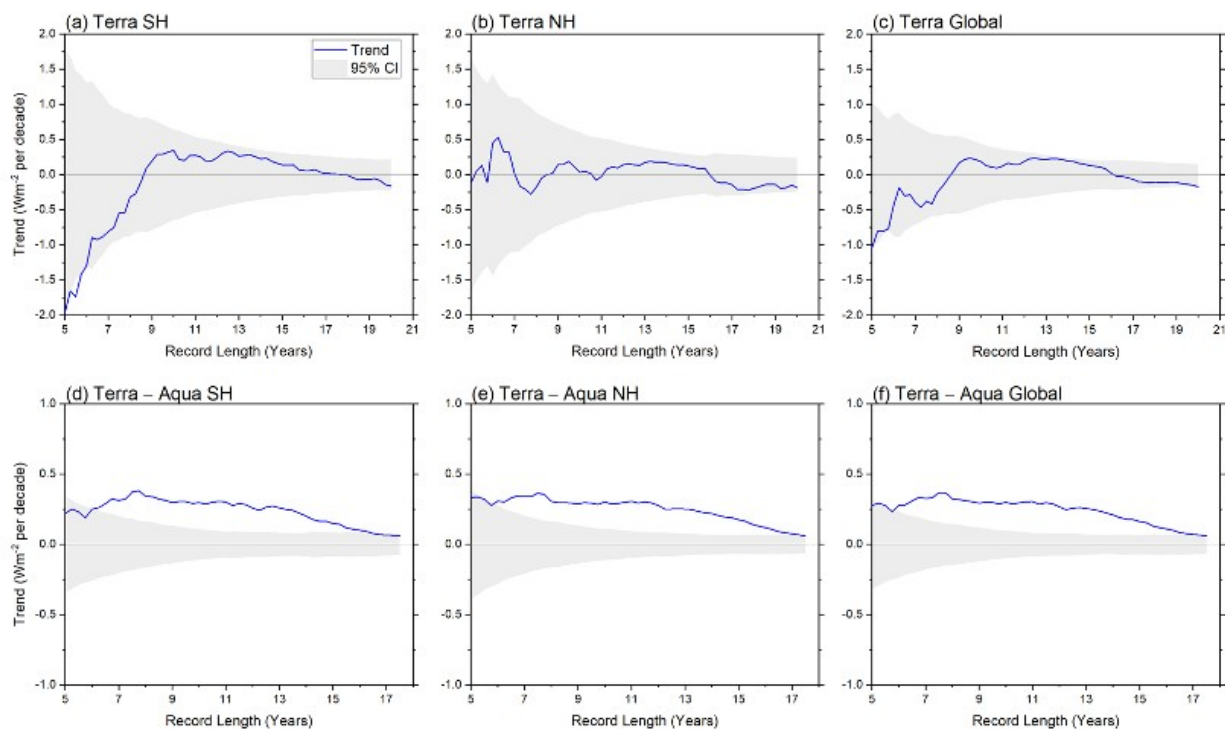 (a) Terra SH
(b) Terra NH
(c) Terra Global
Trend
95% CI
Trend (Wm⁻² per decade)
2.0
1.5
1.0
0.5
0.0
-0.5
-1.0
-1.5
-2.0
5 7 9 11 13 15 17 19 21
Record Length (Years)
2.0
1.5
1.0
0.5
0.0
-0.5
-1.0
-1.5
-2.0
5 7 9 11 13 15 17 19 21
Record Length (Years)
2.0
1.5
1.0
0.5
0.0
-0.5
-1.0
-1.5
-2.0
5 7 9 11 13 15 17 19 21
Record Length (Years)
(d) Terra – Aqua SH
(e) Terra – Aqua NH
(f) Terra – Aqua Global
Trend (Wm⁻² per decade)
1.0
0.5
0.0
-0.5
-1.0
5 7 9 11 13 15 17
Record Length (Years)
1.0
0.5
0.0
-0.5
-1.0
5 7 9 11 13 15 17
Record Length (Years)
1.0
0.5
0.0
-0.5
-1.0
5 7 9 11 13 15 17
Record Length (Years)